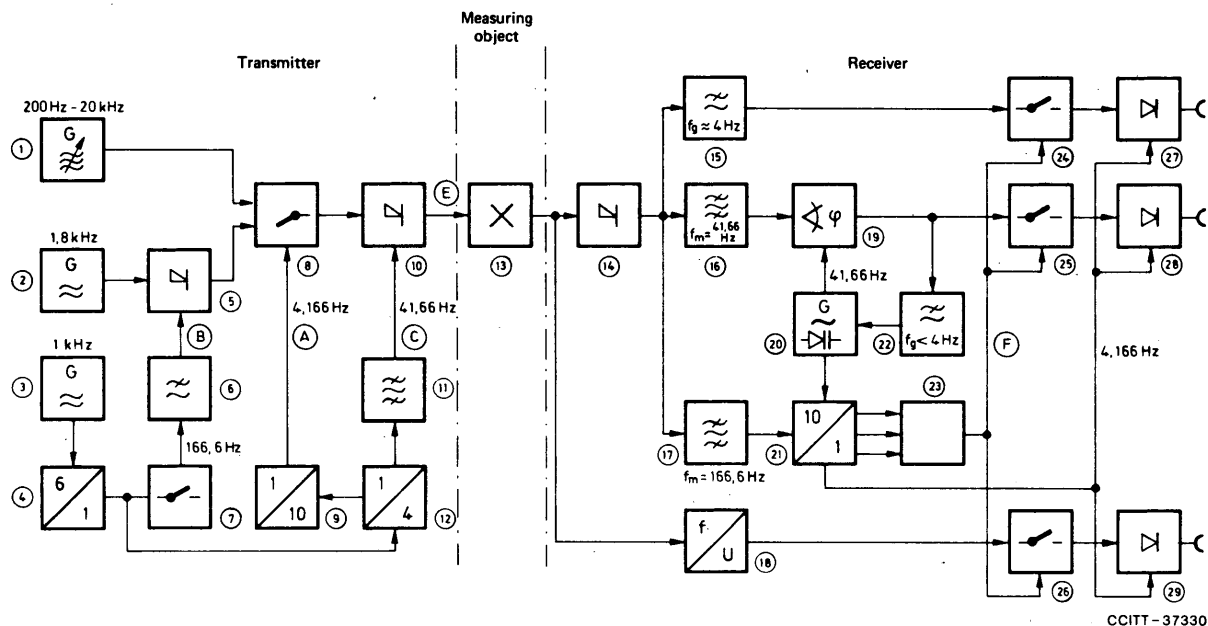 Measuring
object
Transmitter
Receiver
200 Hz – 20 kHz
G
1
1,8 kHz
G
2
5
B
1 kHz
G
3
6
166,6 Hz
6
1
4
7
8
4,166 Hz
A
1
10
9
10
41,66 Hz
C
11
1
4
12
E
13
14
fg ≈ 4 Hz
15
fm = 41,66 Hz
16
φ
19
41,66 Hz
G
20
fg < 4 Hz
22
17
fm = 166,6 Hz
10
1
21
23
f
U
18
F
4,166 Hz
24
27
25
28
26
29
CCITT – 37330